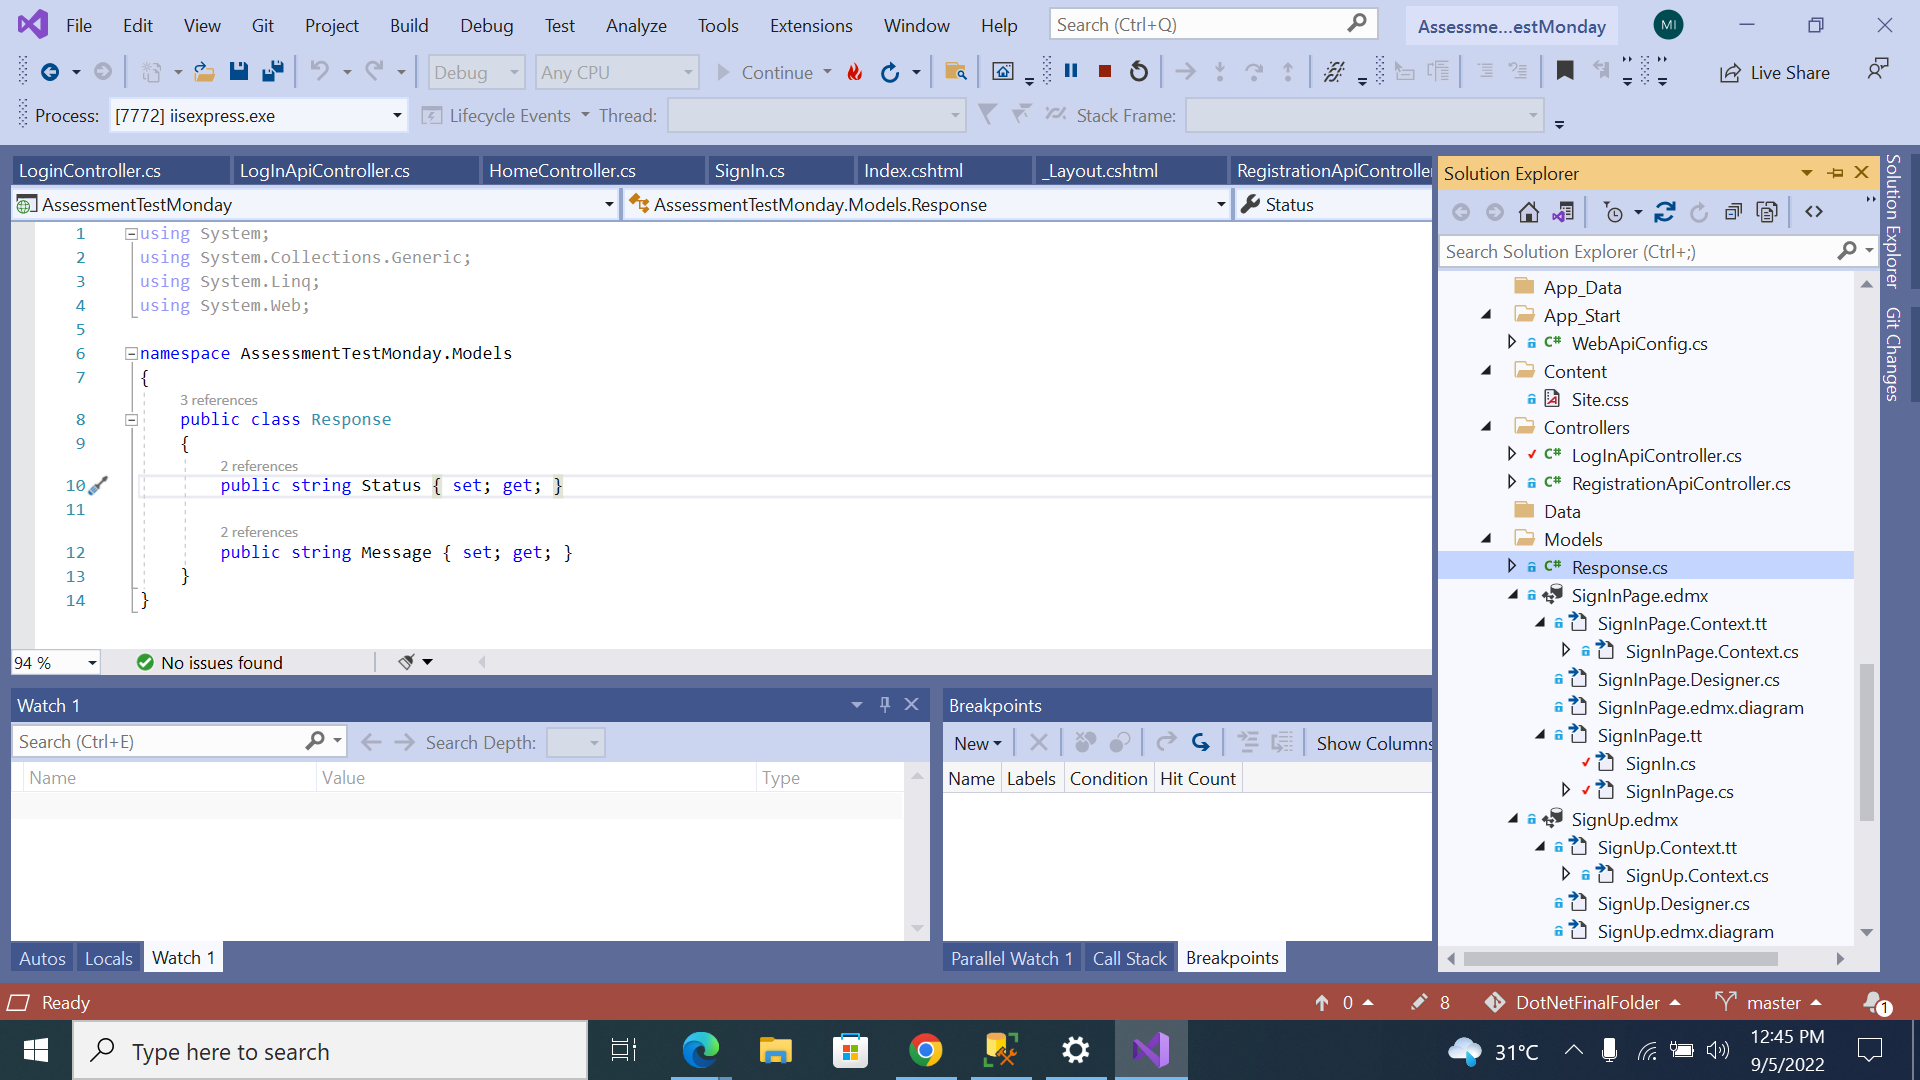 File Edit View Git Project Build Debug Test Analyze Tools Extensions Window Help Search (Ctrl+Q) Assessme...estMonday MI
Debug Any CPU Continue Live Share
Process: [7772] iisexpress.exe Lifecycle Events Thread: Stack Frame:
LoginController.cs LogInApiController.cs HomeController.cs SignIn.cs Index.cshtml _Layout.cshtml RegistrationApiController
AssessmentTestMonday AssessmentTestMonday.Models.Response Status
1 using System;
2 using System.Collections.Generic;
3 using System.Linq;
4 using System.Web;
5
6 namespace AssessmentTestMonday.Models
7 {
3 references
8 public class Response
9 {
2 references
10 public string Status { set; get; }
11
2 references
12 public string Message { set; get; }
13 }
14 }
94 % No issues found
Watch 1
Search (Ctrl+E) Search Depth:
Name Value Type
Autos Locals Watch 1
Breakpoints
New Show Columns
Name Labels Condition Hit Count
Parallel Watch 1 Call Stack Breakpoints
Solution Explorer
Search Solution Explorer (Ctrl+;)
App_Data
App_Start
C# WebApiConfig.cs
Content
Site.css
Controllers
C# LogInApiController.cs
C# RegistrationApiController.cs
Data
Models
C# Response.cs
SignInPage.edmx
SignInPage.Context.tt
SignInPage.Context.cs
SignInPage.Designer.cs
SignInPage.edmx.diagram
SignInPage.tt
SignIn.cs
SignInPage.cs
SignUp.edmx
SignUp.Context.tt
SignUp.Context.cs
SignUp.Designer.cs
SignUp.edmx.diagram
Solution Explorer
Git Changes
Ready 0 8 DotNetFinalFolder master 1
Type here to search 31°C 12:45 PM
9/5/2022